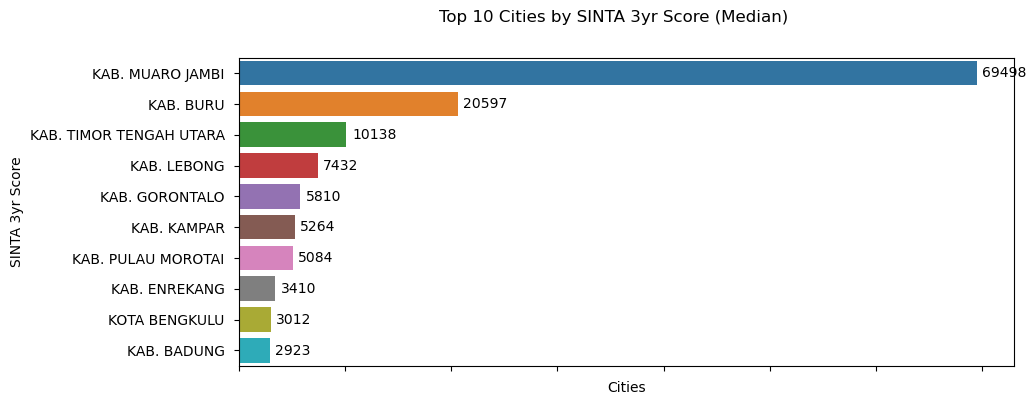 Top 10 Cities by SINTA 3yr Score (Median)
SINTA 3yr Score
KAB. MUARO JAMBI 69498
KAB. BURU 20597
KAB. TIMOR TENGAH UTARA 10138
KAB. LEBONG 7432
KAB. GORONTALO 5810
KAB. KAMPAR 5264
KAB. PULAU MOROTAI 5084
KAB. ENREKANG 3410
KOTA BENGKULU 3012
KAB. BADUNG 2923
Cities